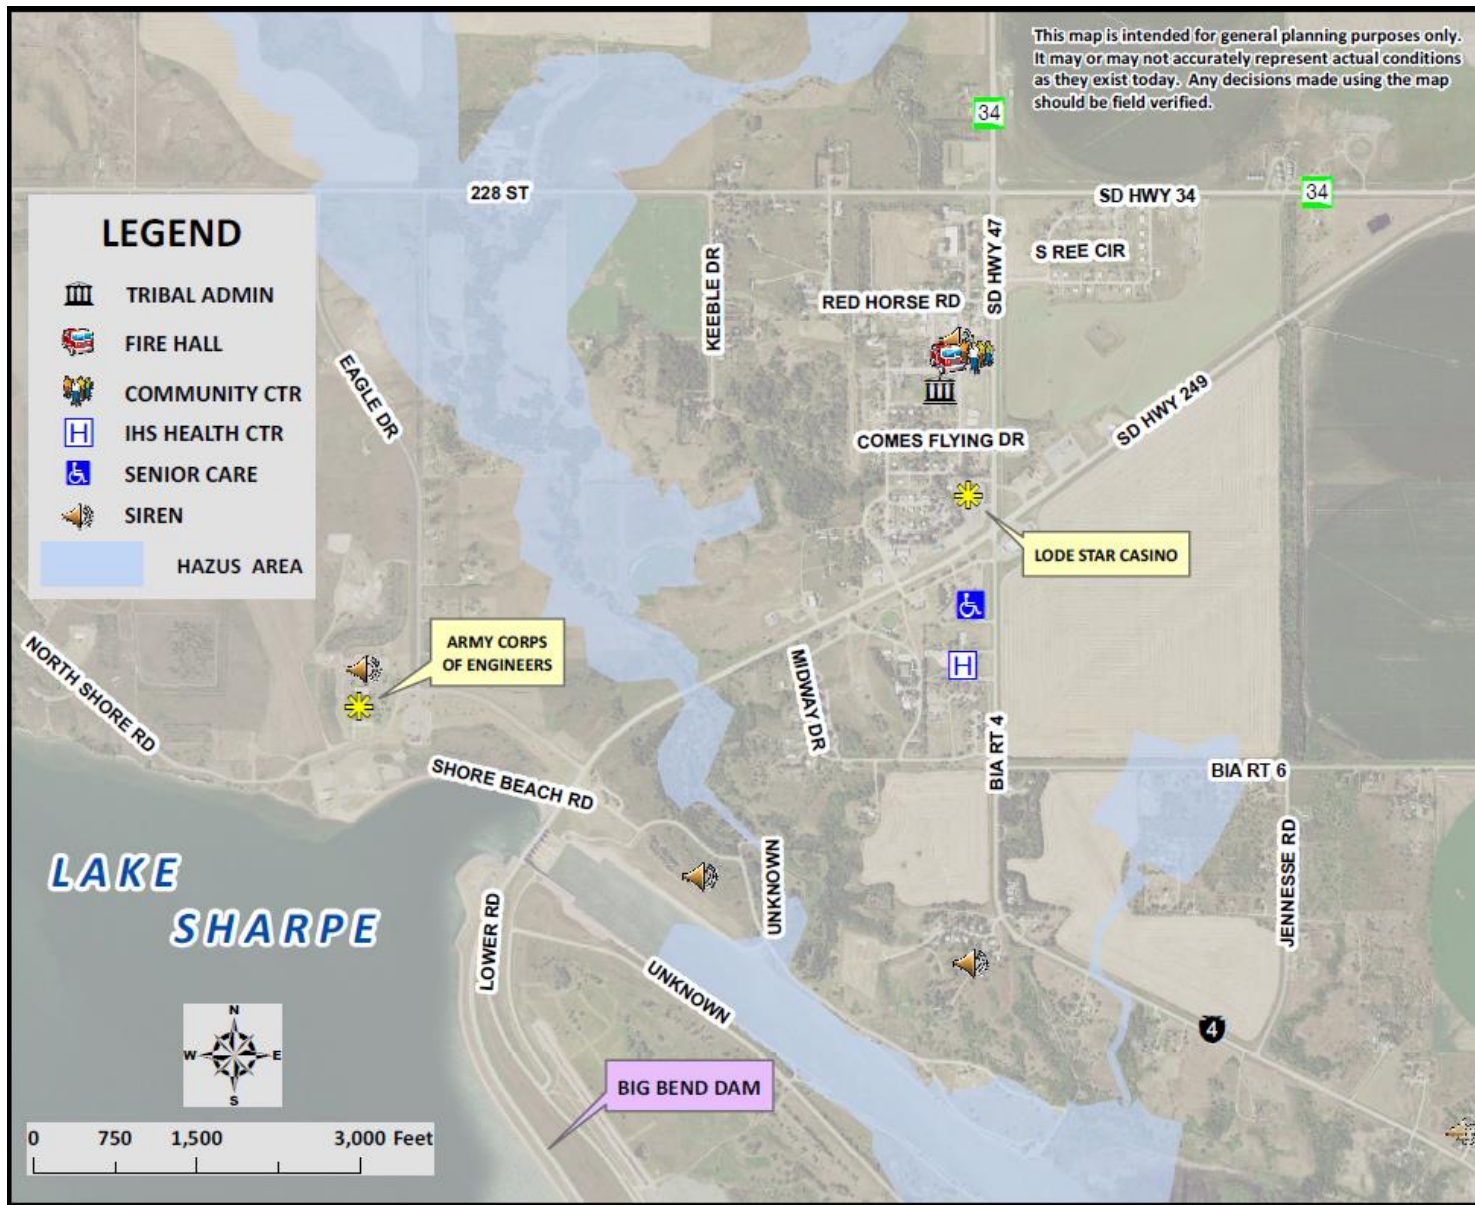 This map is intended for general planning purposes only.
It may or may not accurately represent actual conditions
as they exist today. Any decisions made using the map
should be field verified.
34
228 ST
SD HWY 34
34
LEGEND
TRIBAL ADMIN
FIRE HALL
COMMUNITY CTR
H
IHS HEALTH CTR
SENIOR CARE
SIREN
HAZUS AREA
KEEBLE DR
SD HWY 47
S REE CIR
RED HORSE RD
EAGLE DR
SD HWY 249
COMES FLYING DR
LODE STAR CASINO
ARMY CORPS
OF ENGINEERS
H
NORTH SHORE RD
MIDWAY DR
BIA RT 4
BIA RT 6
SHORE BEACH RD
JENNESSE RD
UNKNOWN
LAKE
SHARPE
LOWER RD
UNKNOWN
4
N
W E
S
BIG BEND DAM
0 750 1,500 3,000 Feet